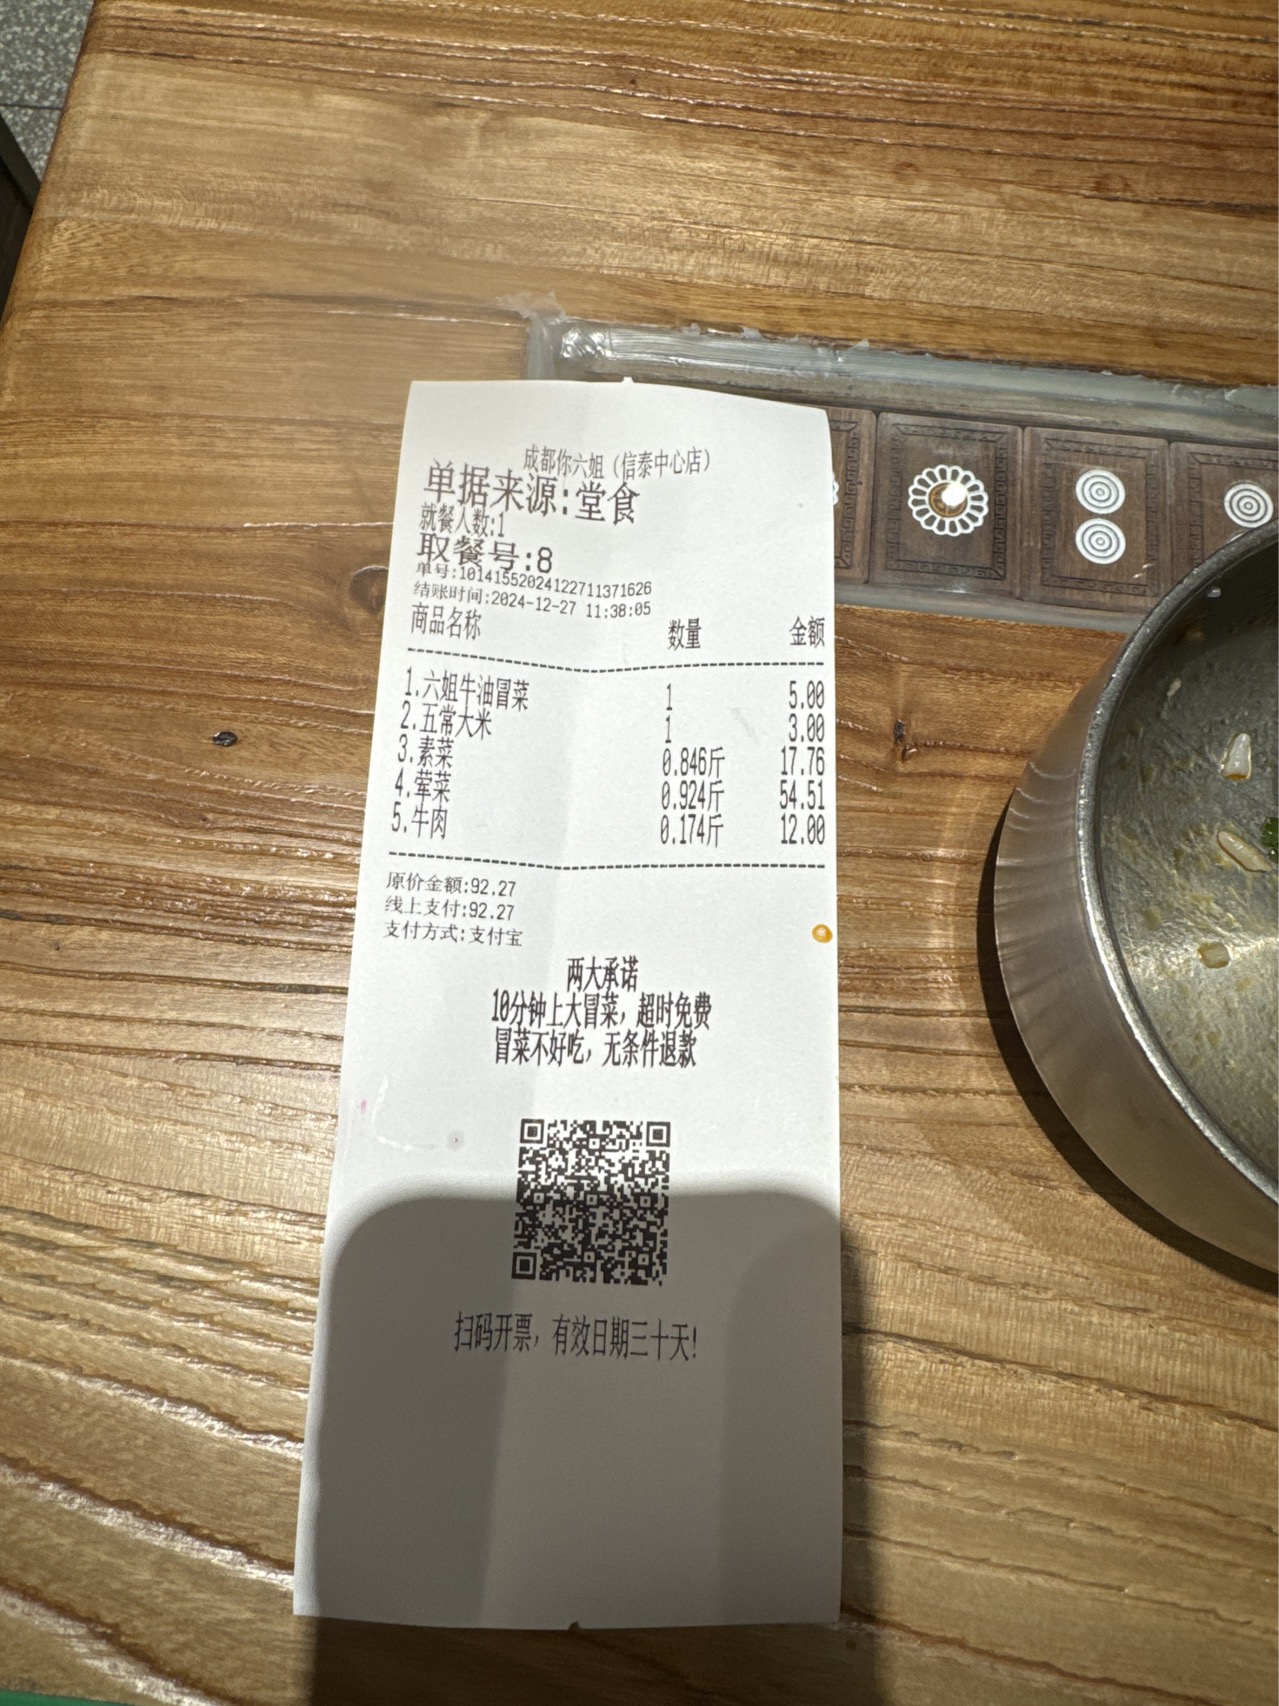 成都你六姐（信泰中心店）
单据来源:堂食
就餐人数:1
取餐号:8
单号:10141552024122711371626
结账时间:2024-12-27 11:38:05
商品名称 数量 金额
1.六姐牛油冒菜 1 5.00
2.五常大米 1 3.00
3.素菜 0.846斤 17.76
4.荤菜 0.924斤 54.51
5.牛肉 0.174斤 12.00
原价金额:92.27
线上支付:92.27
支付方式:支付宝
两大承诺
10分钟上大冒菜，超时免费
冒菜不好吃，无条件退款
扫码开票，有效日期三十天!